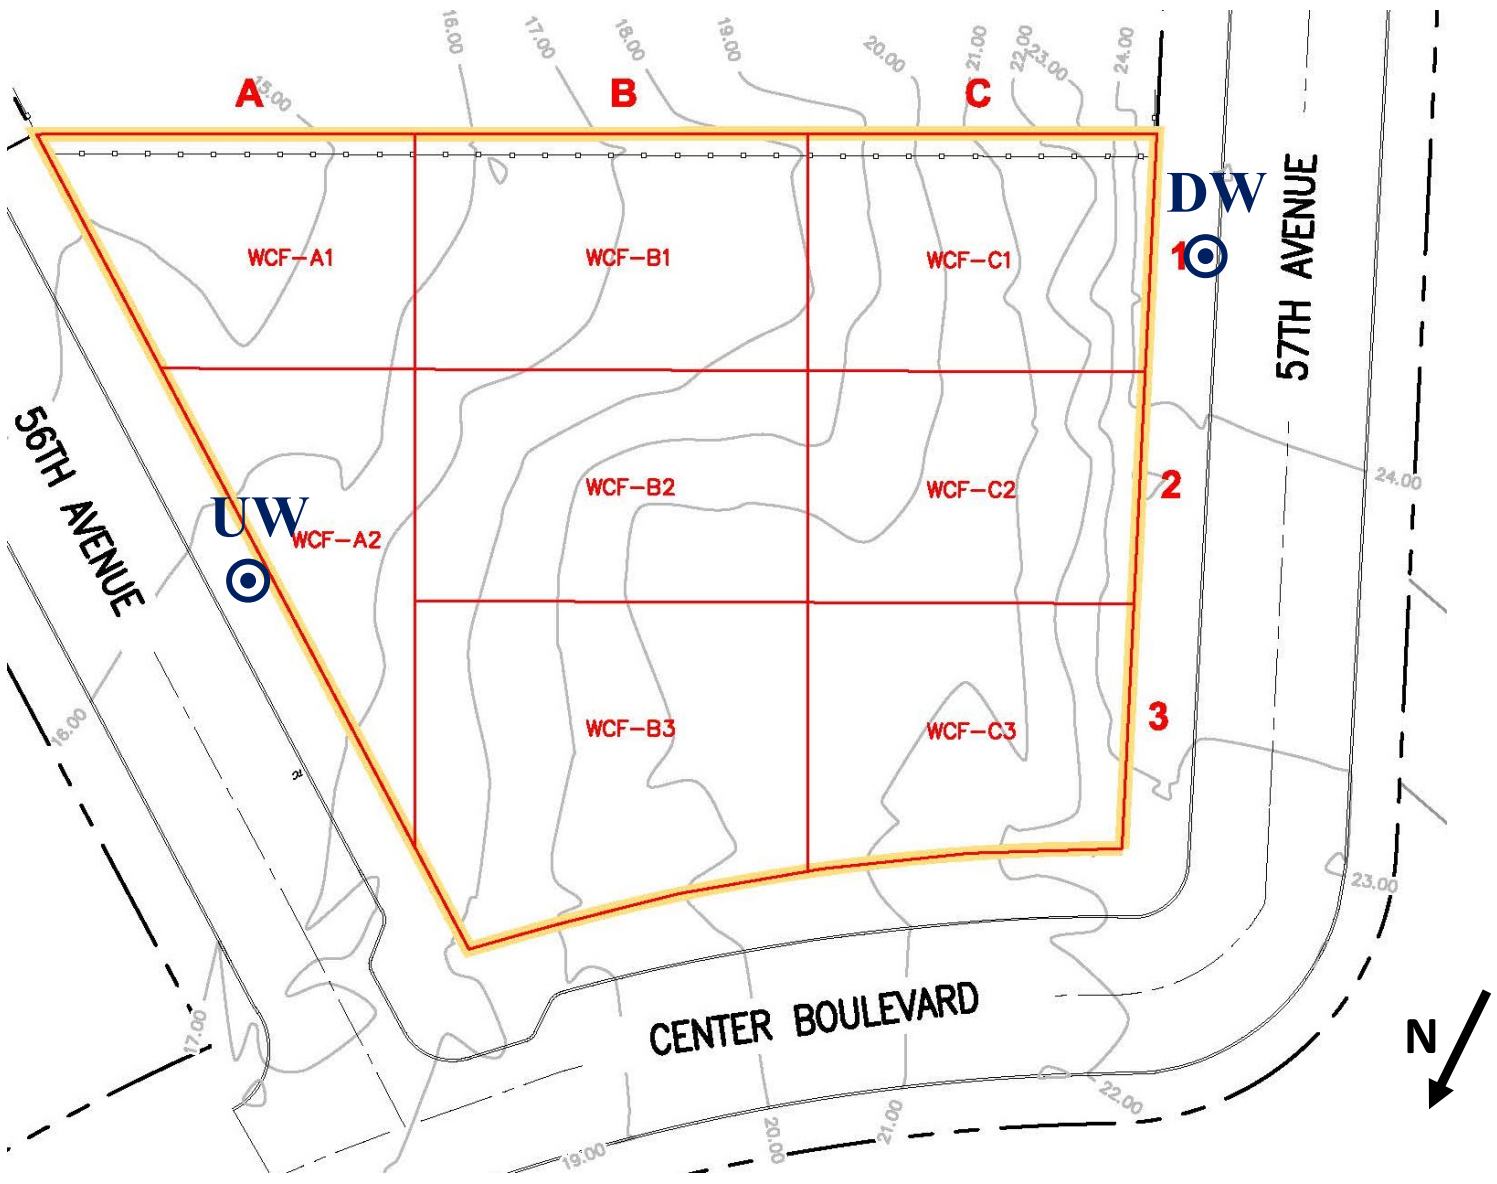 16.00
17.00
18.00
19.00
20.00
21.00
22.00
23.00
24.00
A
15.00
B
C
DW
1
57TH AVENUE
WCF-A1
WCF-B1
WCF-C1
56TH AVENUE
UW
WCF-A2
WCF-B2
WCF-C2
2
24.00
16.00
WCF-B3
WCF-C3
3
23.00
17.00
CENTER BOULEVARD
N
19.00
20.00
21.00
22.00